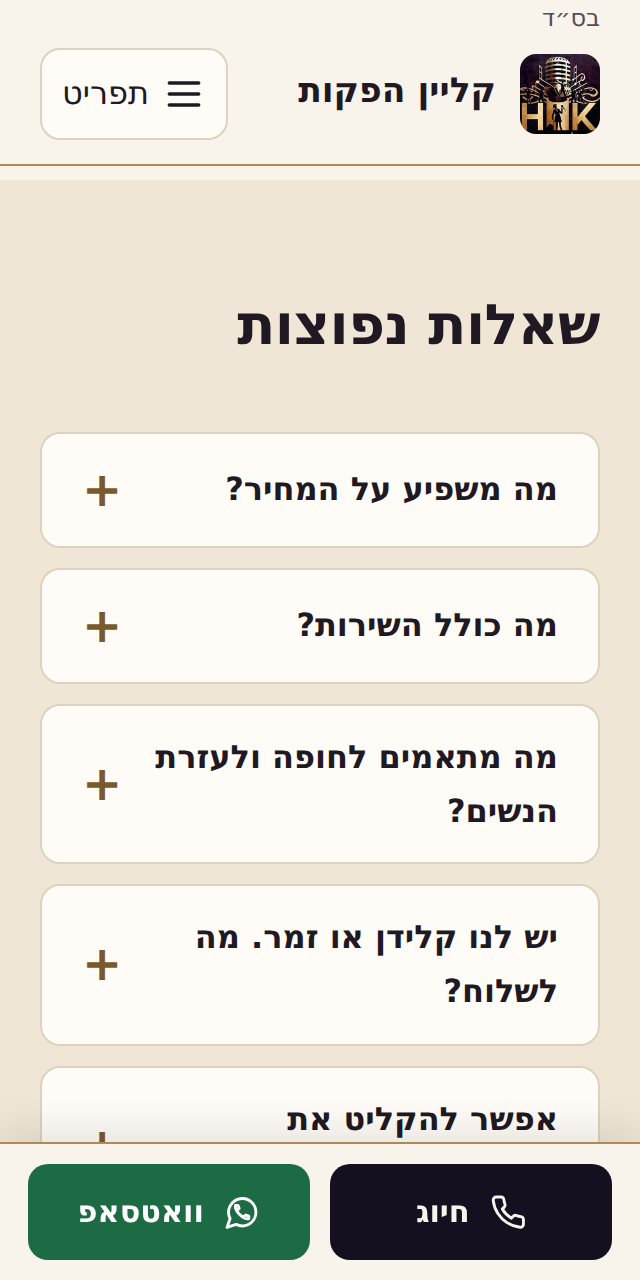 בס״ד
קליין הפקות
תפריט
שאלות נפוצות
מה משפיע על המחיר?
+
מה כולל השירות?
+
מה מתאמים לחופה ולעזרת
הנשים?
+
יש לנו קלידן או זמר. מה
לשלוח?
+
אפשר להקליט את
חיוג
וואטסאפ